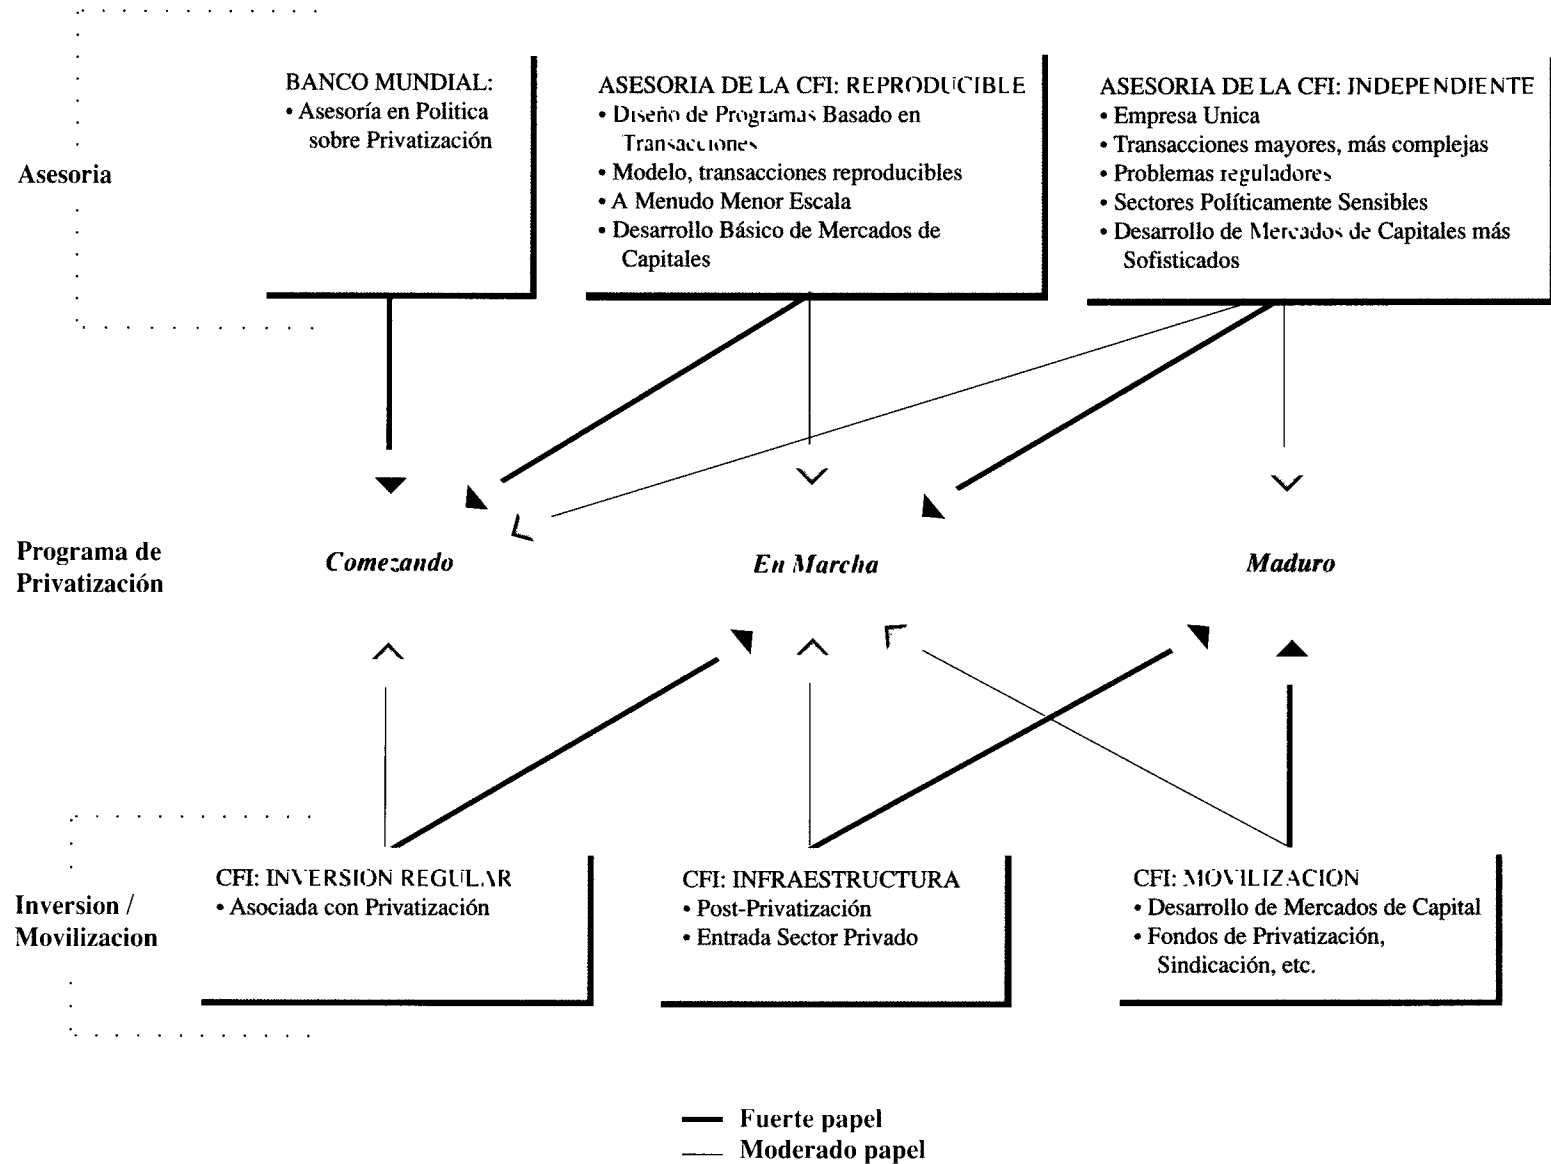 Asesoria
BANCO MUNDIAL:
• Asesoría en Politica
sobre Privatización
ASESORIA DE LA CFI: REPRODUCIBLE
• Diseño de Programas Basado en
Transacciones
• Modelo, transacciones reproducibles
• A Menudo Menor Escala
• Desarrollo Básico de Mercados de
Capitales
ASESORIA DE LA CFI: INDEPENDIENTE
• Empresa Unica
• Transacciones mayores, más complejas
• Problemas reguladores
• Sectores Políticamente Sensibles
• Desarrollo de Mercados de Capitales más
Sofisticados
Programa de
Privatización
Comezando
En Marcha
Maduro
Inversion /
Movilizacion
CFI: INVERSION REGULAR
• Asociada con Privatización
CFI: INFRAESTRUCTURA
• Post-Privatización
• Entrada Sector Privado
CFI: MOVILIZACION
• Desarrollo de Mercados de Capital
• Fondos de Privatización,
Sindicación, etc.
Fuerte papel
Moderado papel